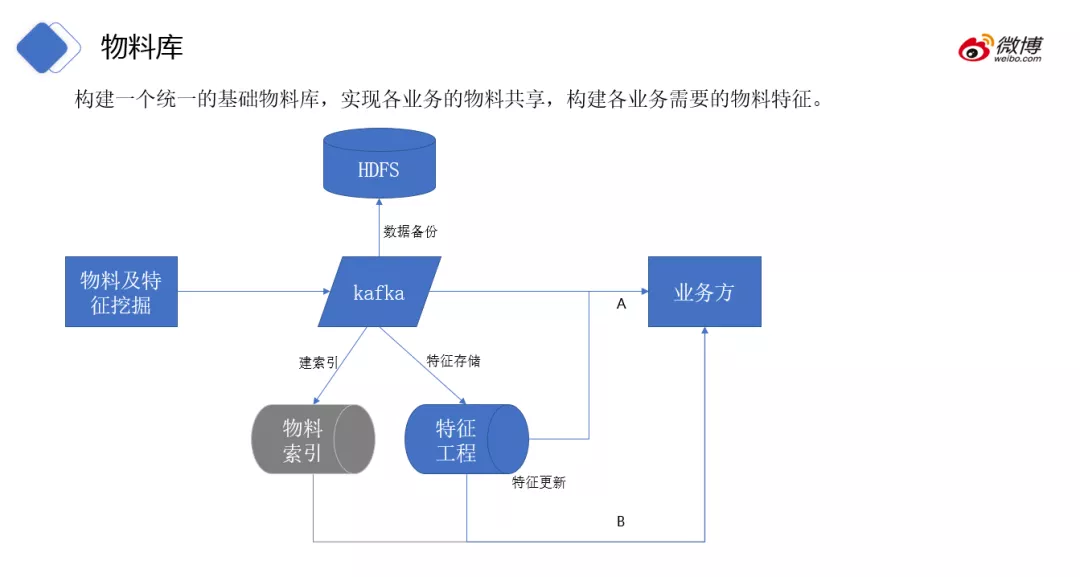 物料库
微博
weibo.com
构建一个统一的基础物料库，实现各业务的物料共享，构建各业务需要的物料特征。
HDFS
数据备份
物料及特
征挖掘
kafka
A
业务方
建索引
特征存储
物料
索引
特征
工程
特征更新
B